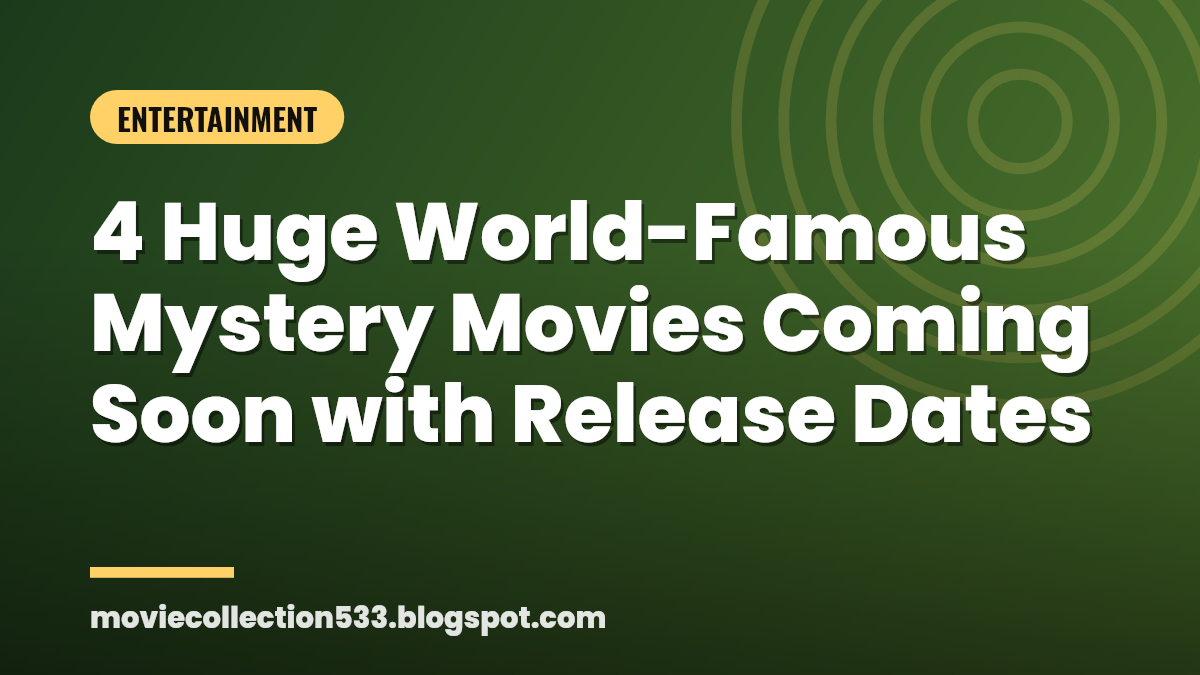 ENTERTAINMENT
4 Huge World-Famous
Mystery Movies Coming
Soon with Release Dates
moviecollection533.blogspot.com